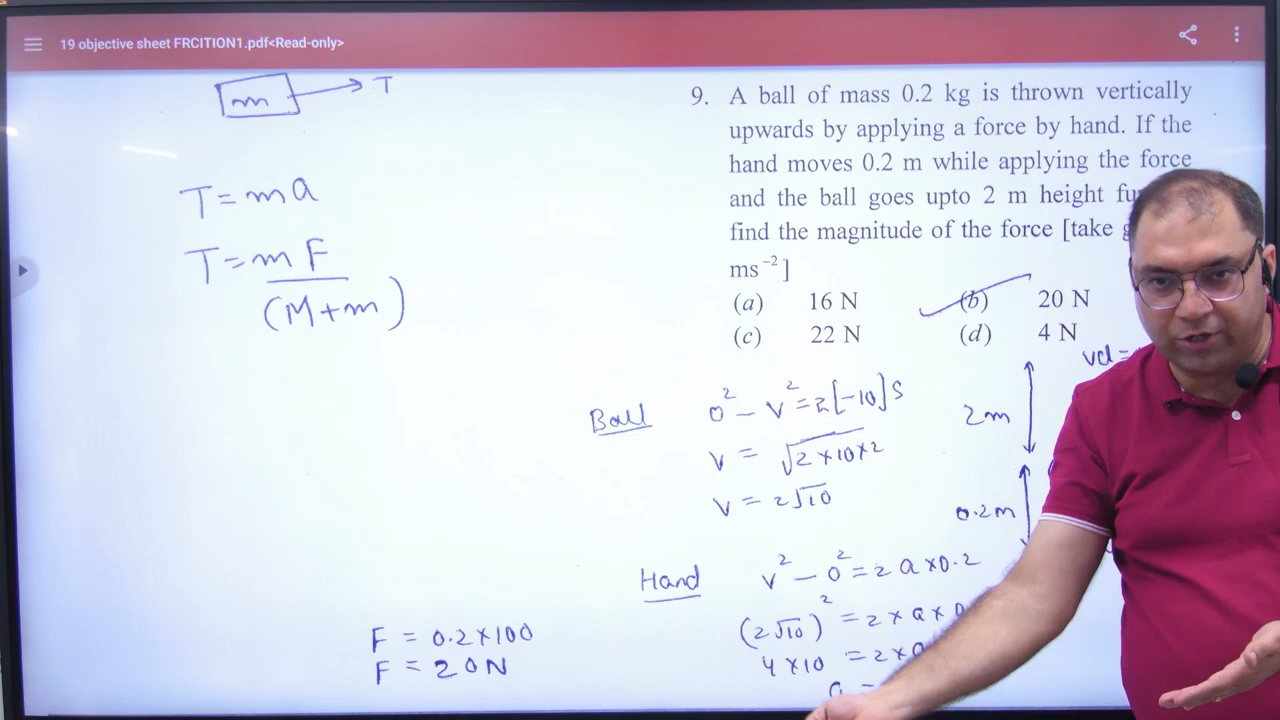 19 objective sheet FRCITION1.pdf<Read-only>
m → T
T = ma
T = mF
(M+m)
9. A ball of mass 0.2 kg is thrown vertically
upwards by applying a force by hand. If the
hand moves 0.2 m while applying the force
and the ball goes upto 2 m height
find the magnitude of the force [take
ms⁻²]
(a) 16 N (b) 20 N
(c) 22 N (d) 4 N
Ball 0² - v² = 2[-10]S
v = √2×10×2
v = 2√10
vel =
2m
0.2m
Hand v² - 0² = 2a×0.2
(2√10)² = 2×a×0
4×10 = 2×a
a =
F = 0.2×100
F = 20N